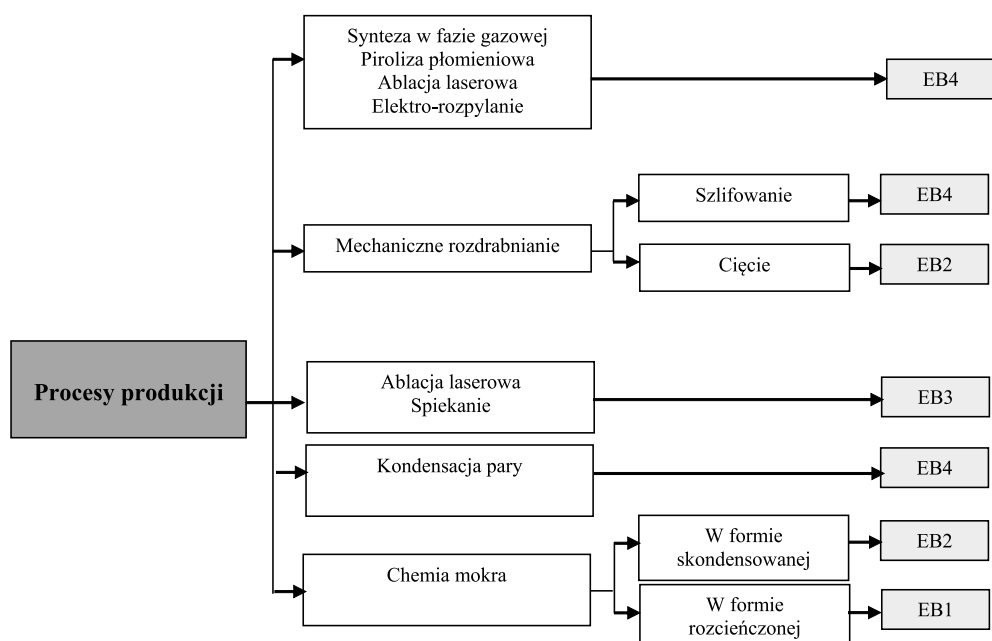 Synteza w fazie gazowej
Piroliza płomieniowa
Ablacja laserowa
Elektro-rozpylanie
EB4
Mechaniczne rozdrabnianie
Szlifowanie
EB4
Cięcie
EB2
Procesy produkcji
Ablacja laserowa
Spiekanie
EB3
Kondensacja pary
EB4
Chemia mokra
W formie
skondensowanej
EB2
W formie
rozcieńczonej
EB1